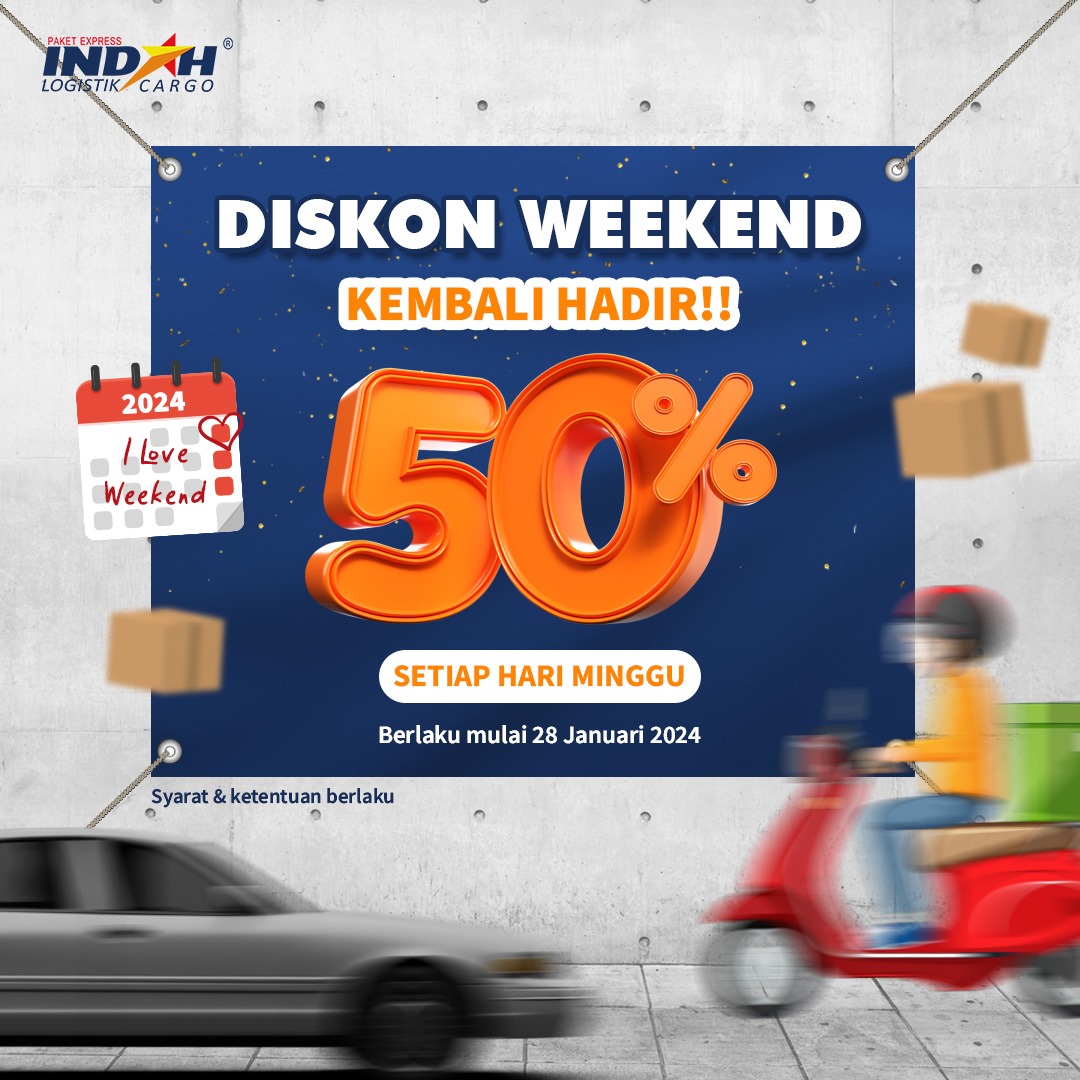 PAKET EXPRESS
INDAH®
LOGISTIK CARGO
DISKON WEEKEND
KEMBALI HADIR!!
50%
2024
I Love
Weekend
SETIAP HARI MINGGU
Berlaku mulai 28 Januari 2024
Syarat & ketentuan berlaku